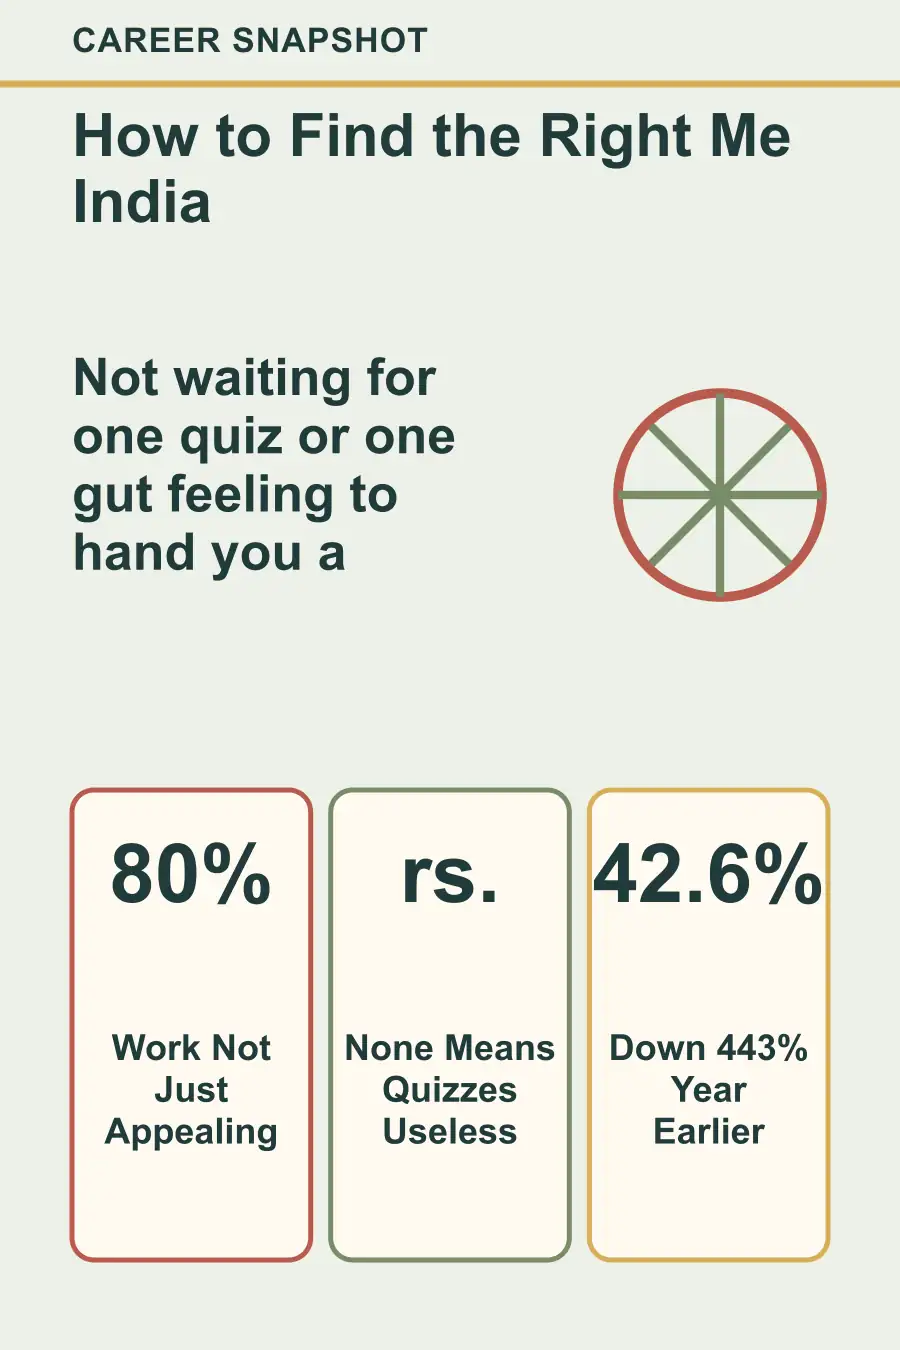 CAREER SNAPSHOT
How to Find the Right Me
India
Not waiting for
one quiz or one
gut feeling to
hand you a
80%
Work Not
Just
Appealing
rs.
None Means
Quizzes
Useless
42.6%
Down 443%
Year
Earlier